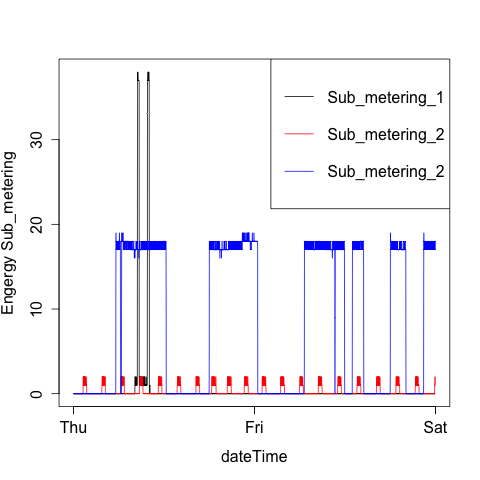 Sub_metering_1
Sub_metering_2
Sub_metering_2
Engergy Sub_metering
30
20
10
0
Thu Fri Sat
dateTime